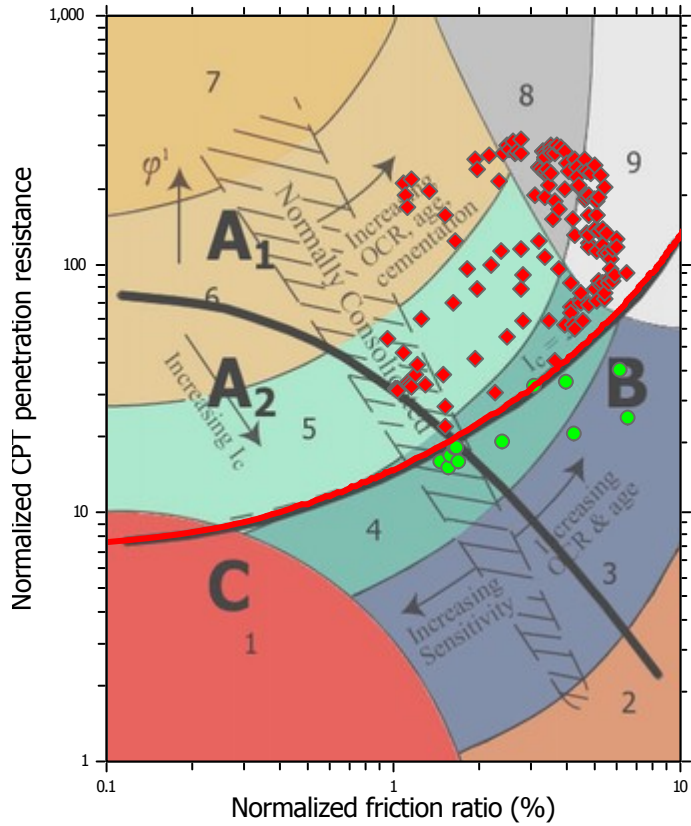 1,000
100
10
1
0.1
1
10
Normalized CPT penetration resistance
Normalized friction ratio (%)
7
8
9
φ'
A1
Normally Consolidated
Increasing
OCR, age,
cementation
6
A2
Increasing Ic
5
Ic =
B
4
C
Increasing
OCR & age
3
Increasing
Sensitivity
1
2